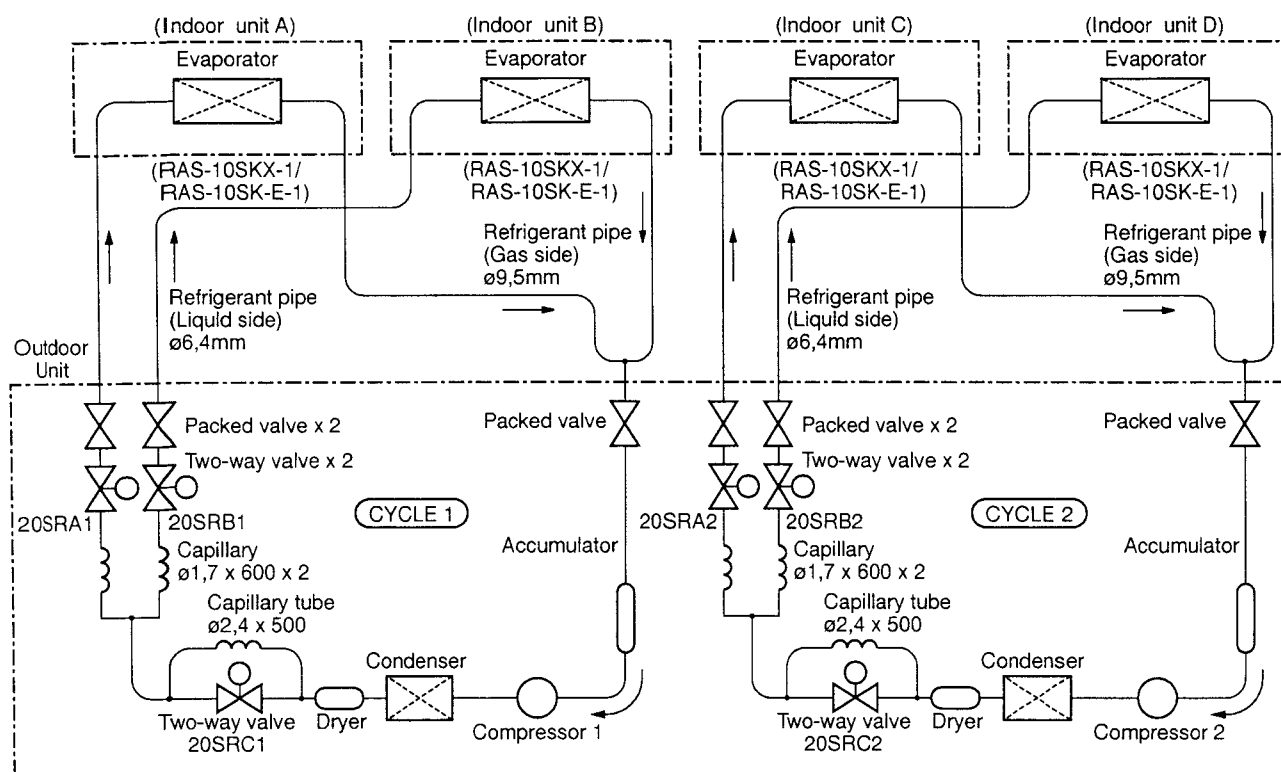 (Indoor unit A)
(Indoor unit B)
(Indoor unit C)
(Indoor unit D)
Evaporator
Evaporator
Evaporator
Evaporator
(RAS-10SKX-1/
RAS-10SK-E-1)
(RAS-10SKX-1/
RAS-10SK-E-1)
(RAS-10SKX-1/
RAS-10SK-E-1)
(RAS-10SKX-1/
RAS-10SK-E-1)
Refrigerant pipe
(Gas side)
ø9,5mm
Refrigerant pipe
(Gas side)
ø9,5mm
Refrigerant pipe
(Liquid side)
ø6,4mm
Refrigerant pipe
(Liquid side)
ø6,4mm
Outdoor
Unit
Packed valve x 2
Packed valve
Packed valve x 2
Packed valve
Two-way valve x 2
Two-way valve x 2
20SRA1
20SRB1
CYCLE 1
20SRA2
20SRB2
CYCLE 2
Capillary
ø1,7 x 600 x 2
Accumulator
Capillary
ø1,7 x 600 x 2
Accumulator
Capillary tube
ø2,4 x 500
Capillary tube
ø2,4 x 500
Condenser
Condenser
Two-way valve
20SRC1
Dryer
Compressor 1
Two-way valve
20SRC2
Dryer
Compressor 2